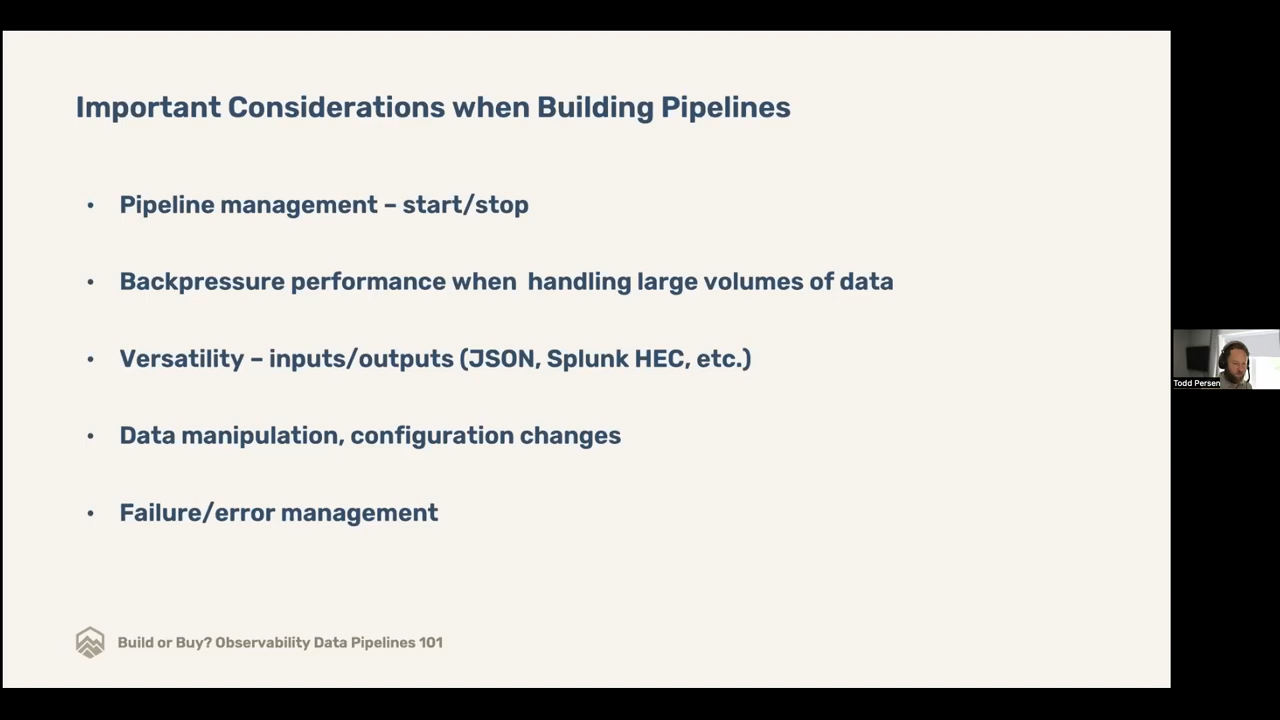 Important Considerations when Building Pipelines
• Pipeline management – start/stop
• Backpressure performance when  handling large volumes of data
• Versatility – inputs/outputs (JSON, Splunk HEC, etc.)
• Data manipulation, configuration changes
• Failure/error management
Todd Persen
Build or Buy? Observability Data Pipelines 101